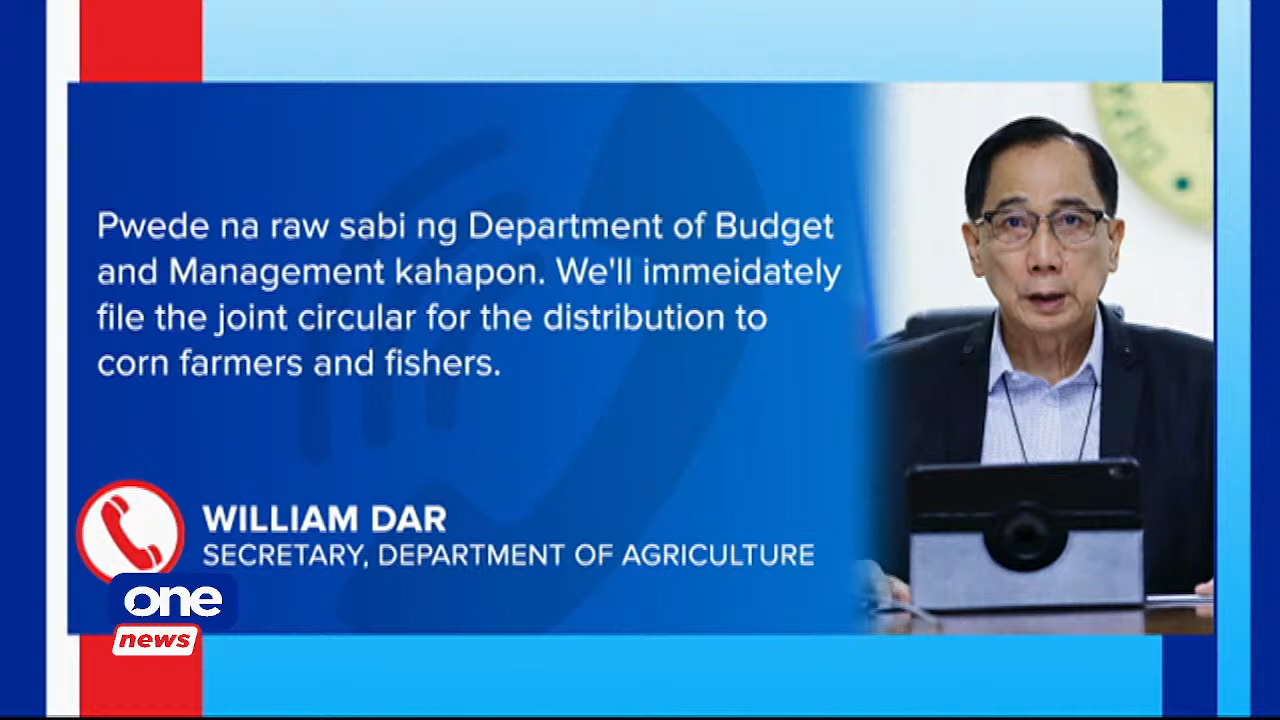 Pwede na raw sabi ng Department of Budget
and Management kahapon. We'll immeidately
file the joint circular for the distribution to
corn farmers and fishers.
WILLIAM DAR
SECRETARY, DEPARTMENT OF AGRICULTURE
one
news